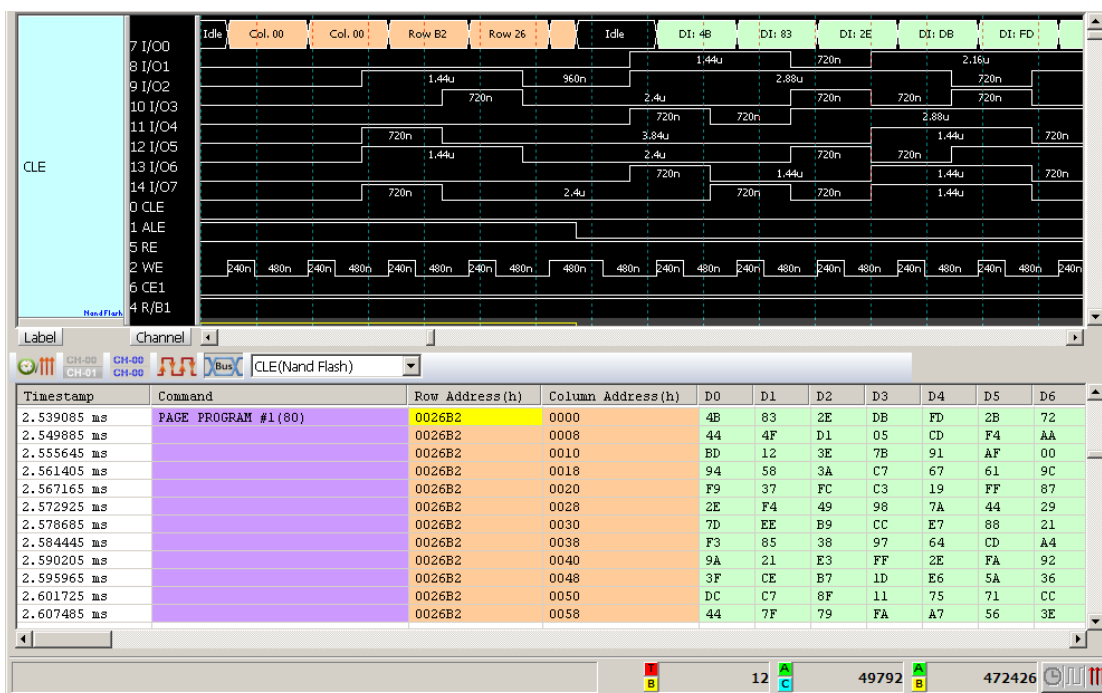 Idle Col. 00 Col. 00 Row B2 Row 26 Idle DI: 4B DI: 83 DI: 2E DI: DB DI: FD
7 I/O0
1.44u 720n 2.16u
8 I/O1
1.44u 960n 2.88u 720n
9 I/O2
720n 2.4u 720n 720n 720n
10 I/O3
720n 720n 2.88u
11 I/O4
720n 3.84u 1.44u 720n
12 I/O5
1.44u 2.4u 720n 720n
CLE
13 I/O6
720n 1.44u 1.44u 720n
14 I/O7
720n 2.4u 720n 720n 1.44u
0 CLE
1 ALE
5 RE
2 WE
240n 480n 240n 480n 240n 480n 240n 480n 480n 480n 240n 480n 240n 480n 240n 480n 240n 480n 240n 480n 240n
6 CE1
NandFlash
4 R/B1
Label Channel
CH-00 CH-01 CH-00 CH-00 Bus CLE(Nand Flash)
Timestamp Command Row Address(h) Column Address(h) D0 D1 D2 D3 D4 D5 D6
2.539085 ms PAGE PROGRAM #1(80) 0026B2 0000 4B 83 2E DB FD 2B 72
2.549885 ms 0026B2 0008 44 4F D1 05 CD F4 AA
2.555645 ms 0026B2 0010 BD 12 3E 7B 91 AF 00
2.561405 ms 0026B2 0018 94 58 3A C7 67 61 9C
2.567165 ms 0026B2 0020 F9 37 FC C3 19 FF 87
2.572925 ms 0026B2 0028 2E F4 49 98 7A 44 29
2.578685 ms 0026B2 0030 7D EE B9 CC E7 88 21
2.584445 ms 0026B2 0038 F3 85 38 97 64 CD A4
2.590205 ms 0026B2 0040 9A 21 E3 FF 2E FA 92
2.595965 ms 0026B2 0048 3F CE B7 1D E6 5A 36
2.601725 ms 0026B2 0050 DC C7 8F 11 75 71 CC
2.607485 ms 0026B2 0058 44 7F 79 FA A7 56 3E
T B 12 A C 49792 A B 472426